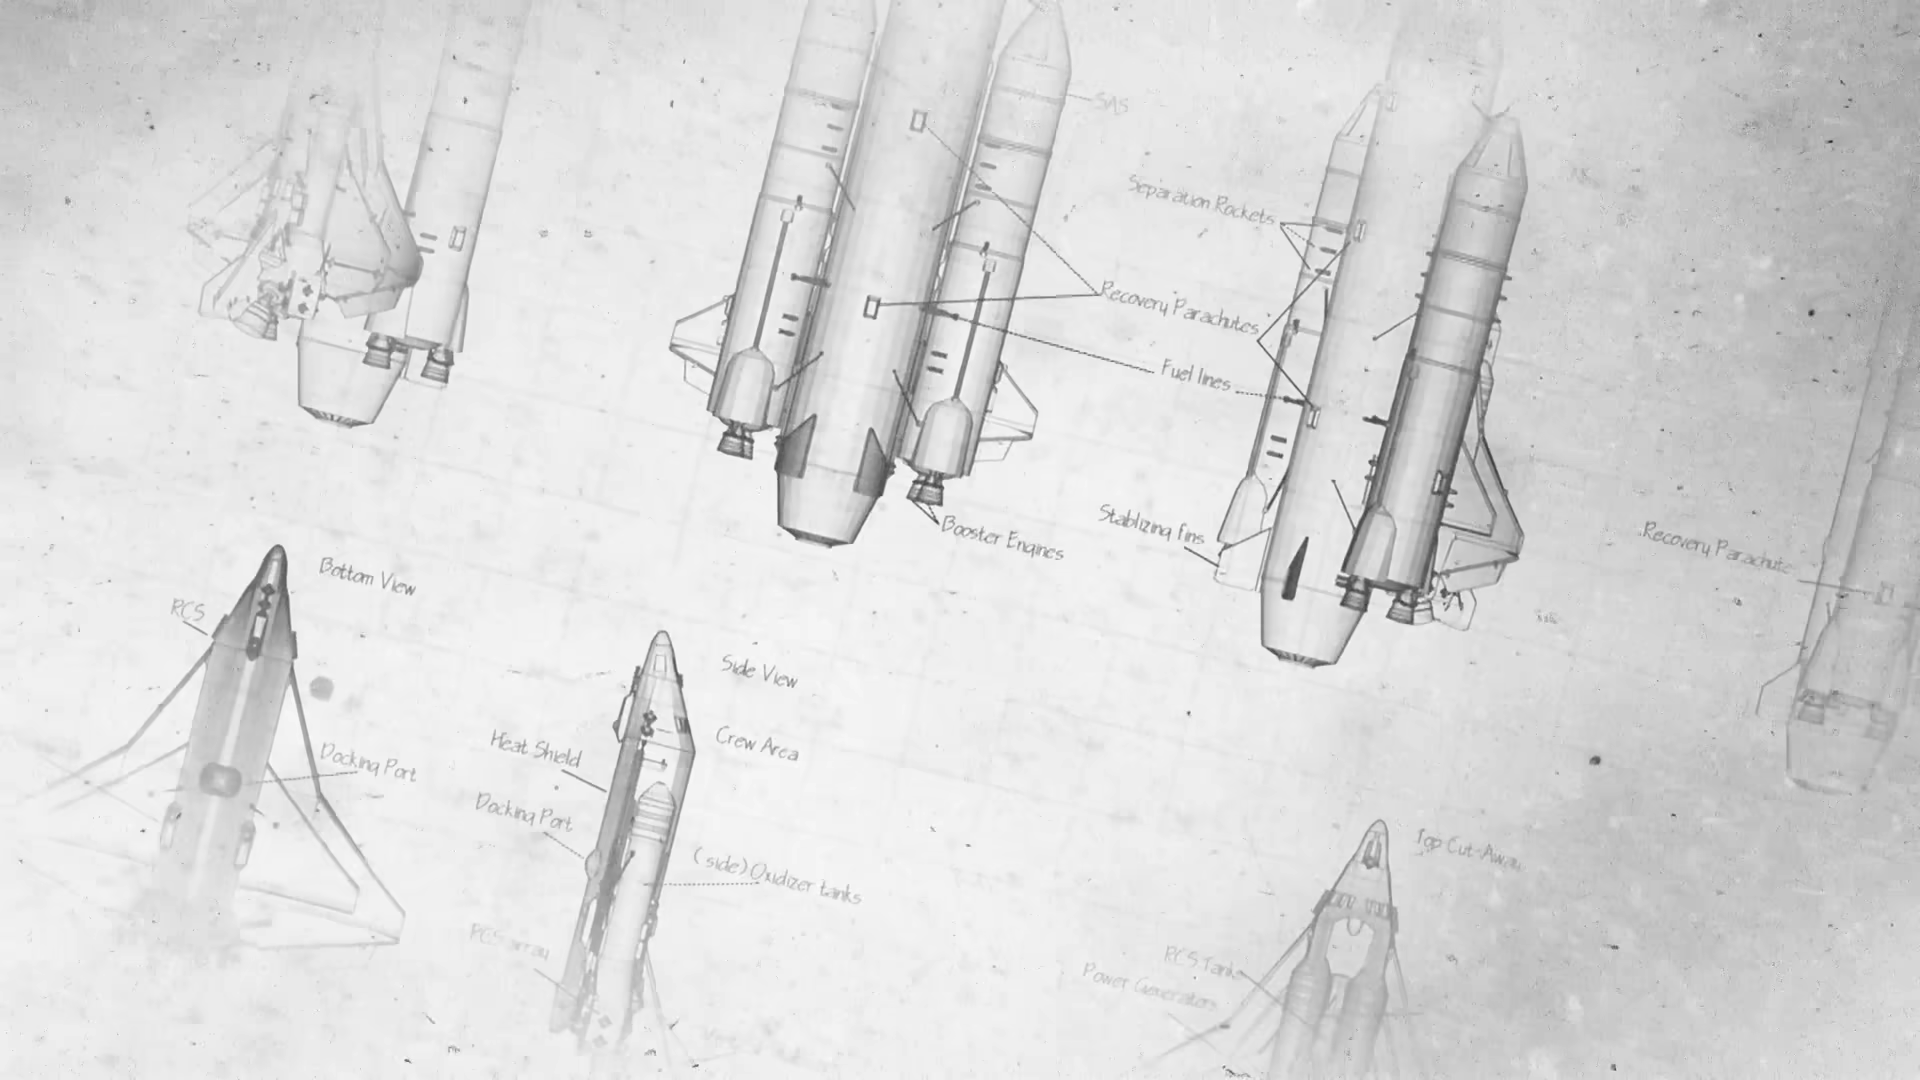 SAS
Separation Rockets
Recovery Parachutes
Fuel lines
Booster Engines
Stablizing fins
Recovery Parachute
Bottom View
RCS
Docking Port
Side View
Crew Area
Heat Shield
Docking Port
(side) Oxidizer tanks
RCS array
Top Cut-Away
RCS Tank
Power Generators